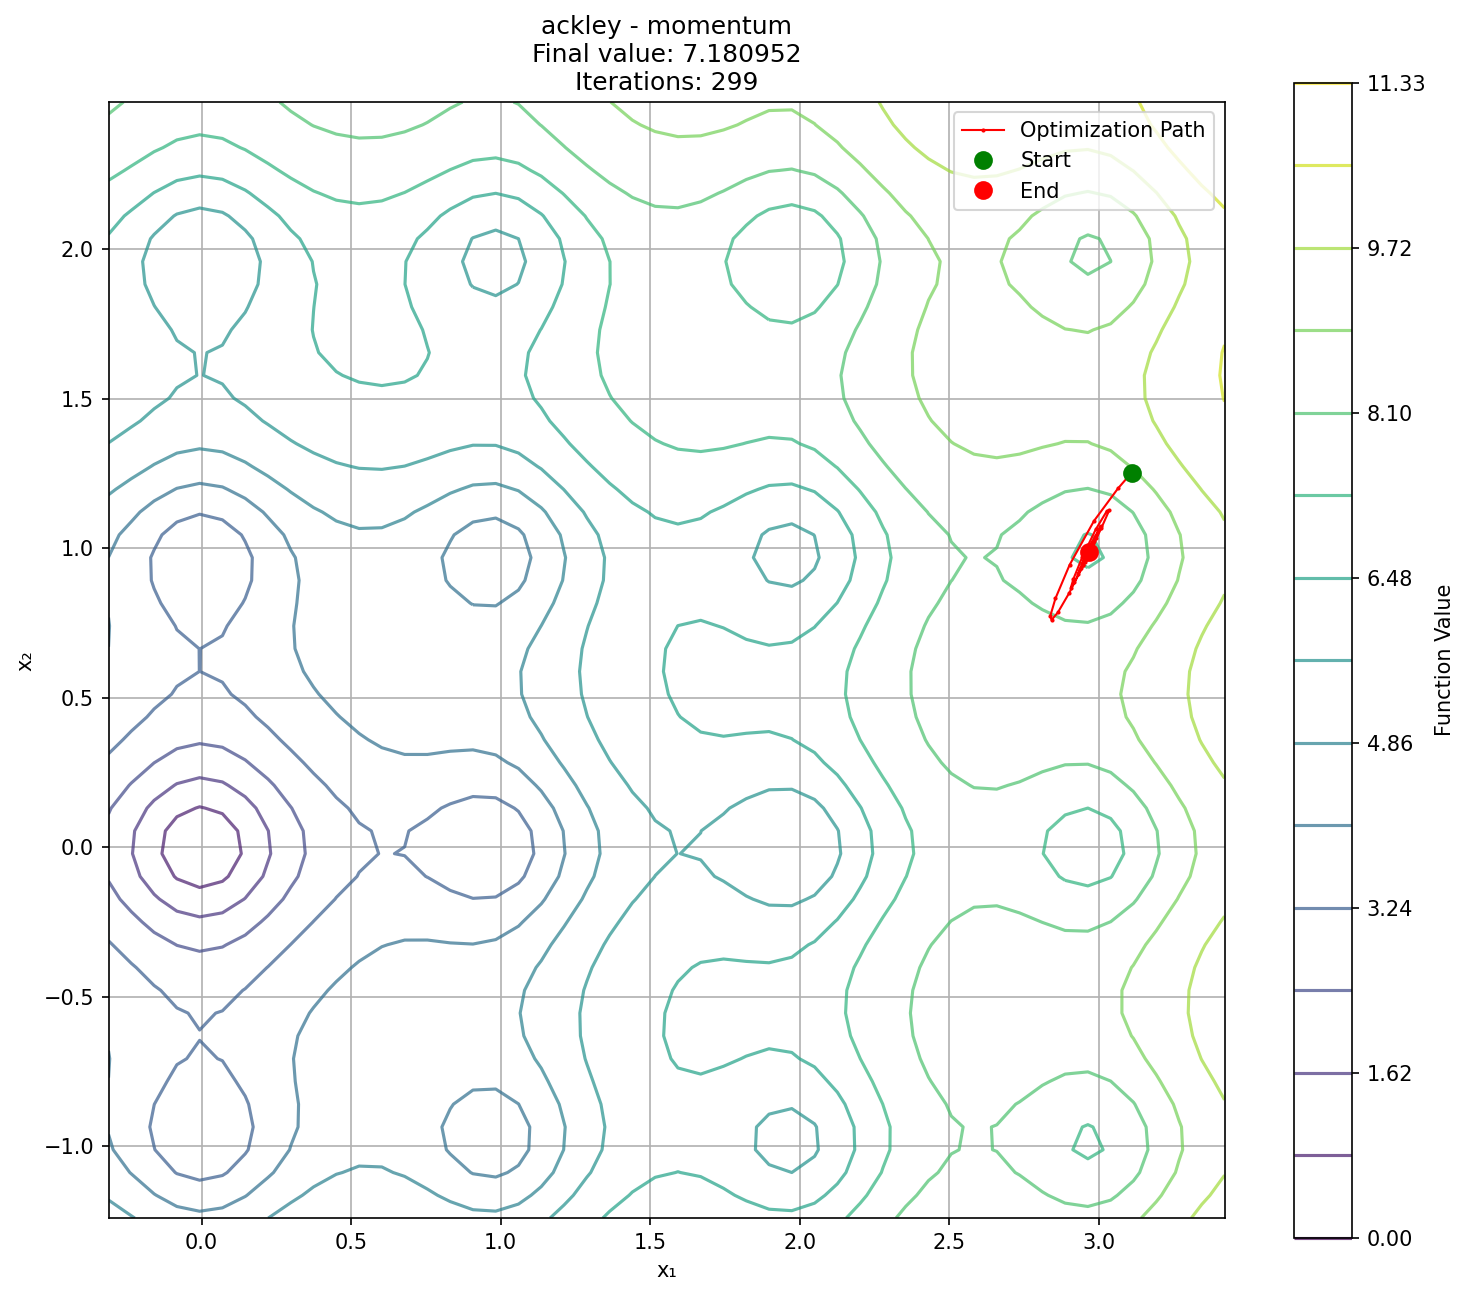 ackley - momentum
Final value: 7.180952
Iterations: 299
Optimization Path
Start
End
2.0
1.5
1.0
0.5
0.0
−0.5
−1.0
x₂
0.0
0.5
1.0
1.5
2.0
2.5
3.0
x₁
11.33
9.72
8.10
6.48
4.86
3.24
1.62
0.00
Function Value